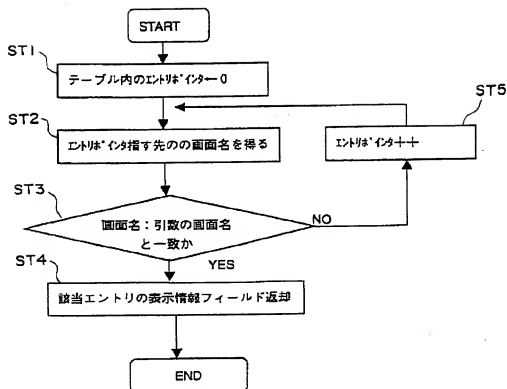 START
ST1
テーブル内のエントリポインタ←0
ST5
ST2
エントリポインタ指す先のの画面名を得る
エントリポインタ++
ST3
画面名：引数の画面名
と一致か
NO
YES
ST4
該当エントリの表示情報フィールド返却
END